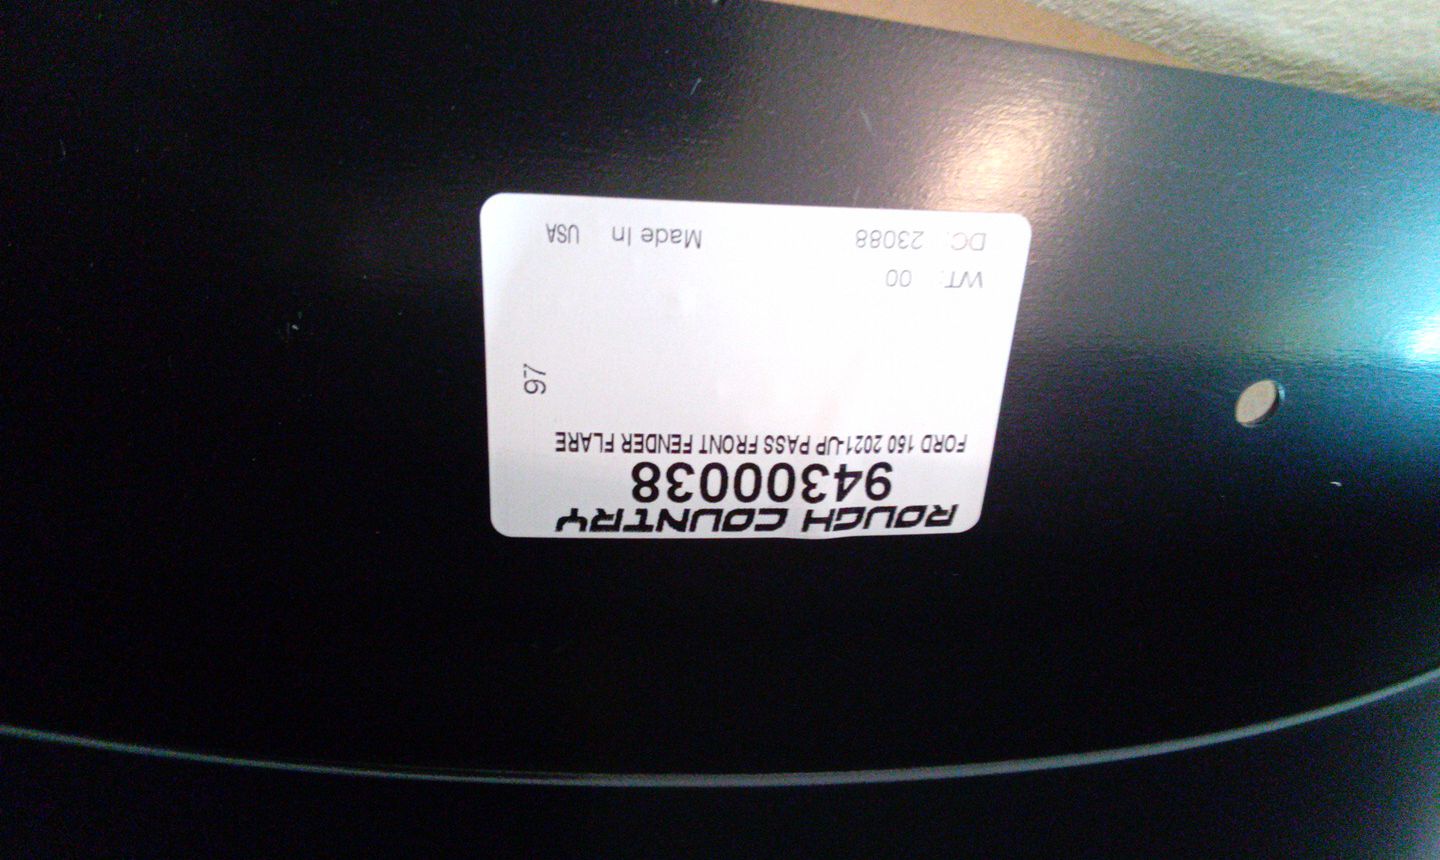 ROUGH COUNTRY
94300038
FORD 150 2021-UP PASS FRONT FENDER FLARE
97
WT: 00
DC: 23088 Made In USA